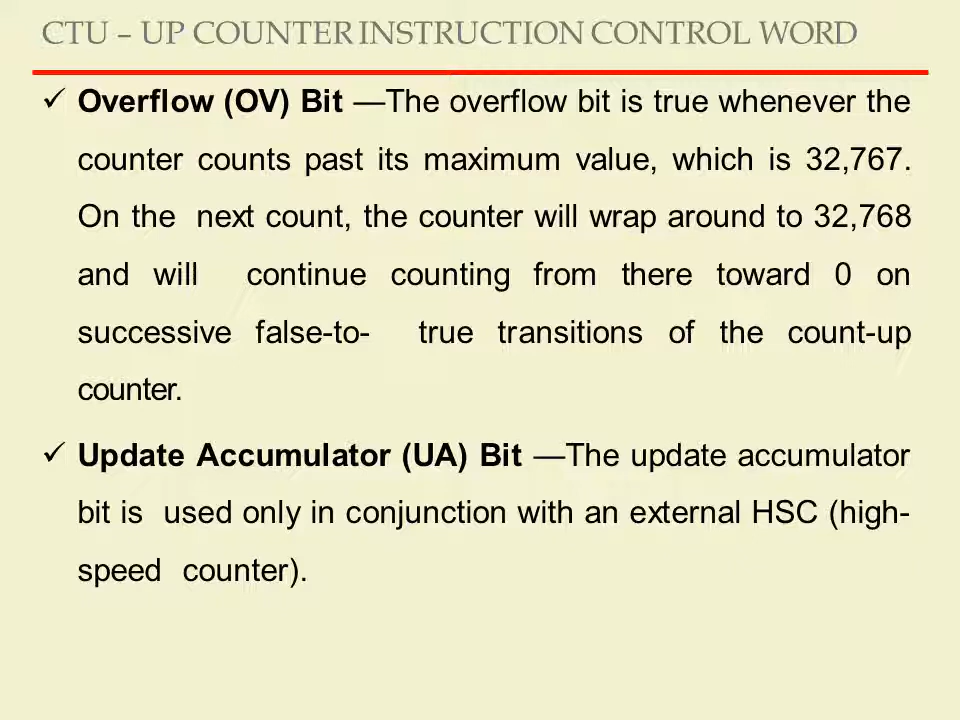 CTU – UP COUNTER INSTRUCTION CONTROL WORD
✓ Overflow (OV) Bit —The overflow bit is true whenever the
counter counts past its maximum value, which is 32,767.
On the next count, the counter will wrap around to 32,768
and will continue counting from there toward 0 on
successive false-to- true transitions of the count-up
counter.
✓ Update Accumulator (UA) Bit —The update accumulator
bit is used only in conjunction with an external HSC (high-
speed counter).